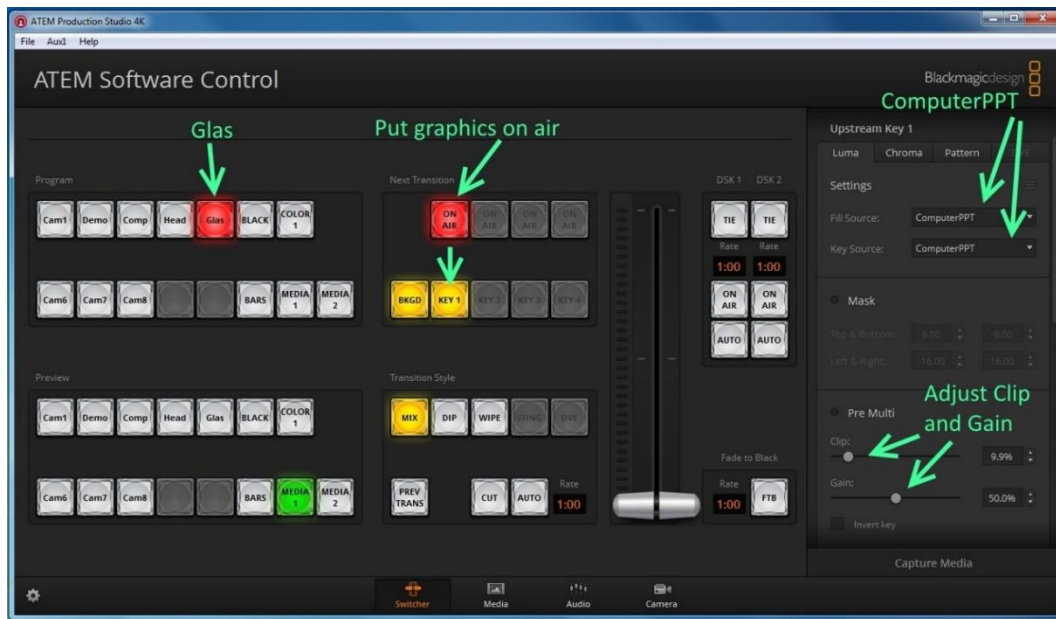 ATEM Production Studio 4K
File Aux1 Help
ATEM Software Control
Blackmagicdesign
ComputerPPT
Glas
Put graphics on air
Upstream Key 1
Luma Chroma Pattern DVE
Program
Next Transition
DSK 1 DSK 2
Settings
Cam1 Demo Comp Head Glas BLACK COLOR 1
ON AIR ON AIR ON AIR ON AIR
TIE TIE
Fill Source: ComputerPPT
Rate Rate
Key Source: ComputerPPT
1:00 1:00
Cam6 Cam7 Cam8 BARS MEDIA 1 MEDIA 2
BKGD KEY 1 KEY 2 KEY 3 KEY 4
ON AIR ON AIR
Mask
Top & Bottom: 9.00 -9.00
AUTO AUTO
Left & Right: -16.00 16.00
Preview
Transition Style
Adjust Clip
and Gain
Cam1 Demo Comp Head Glas BLACK COLOR 1
MIX DIP WIPE STING DVE
Pre Multi
Clip:
9.9%
Fade to Black
Gain:
50.0%
Cam6 Cam7 Cam8 BARS MEDIA 1 MEDIA 2
PREV TRANS CUT AUTO
Rate
1:00
Rate
1:00
FTB
Invert key
Capture Media
Switcher Media Audio Camera